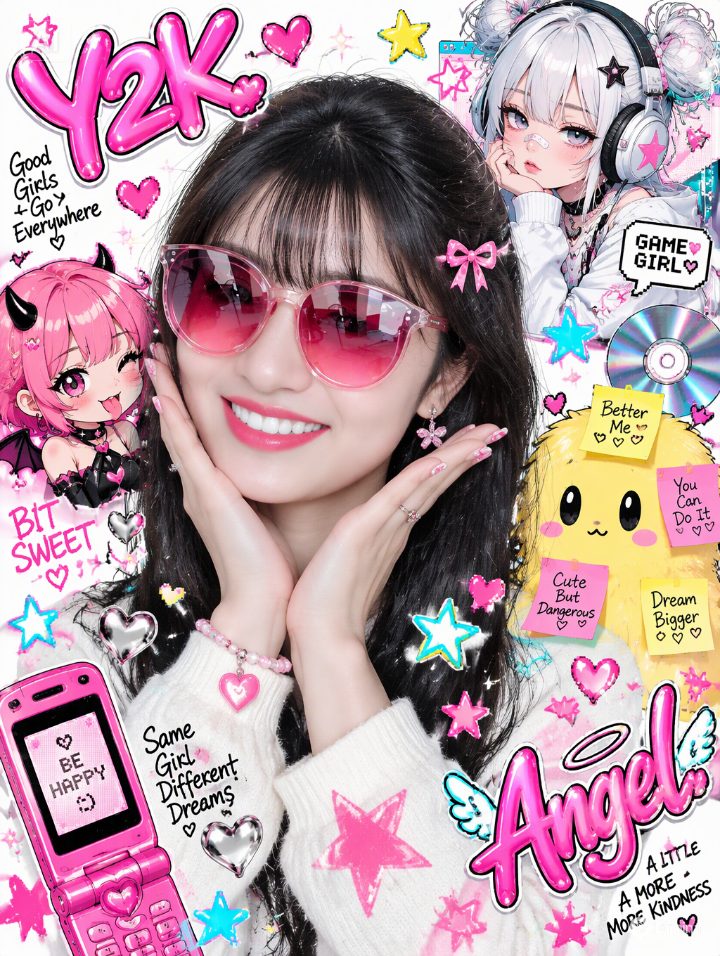 Y2K.
Good
Girls
+ Go >
Everywhere
GAME
GIRL
Better
Me
You
Can
Do It
BIT
SWEET
Cute
But
Dangerous
Dream
Bigger
BE
HAPPY
Same
Girl
Different
Dreams
Angel.
A LITTLE
A MORE -
MORE KINDNESS